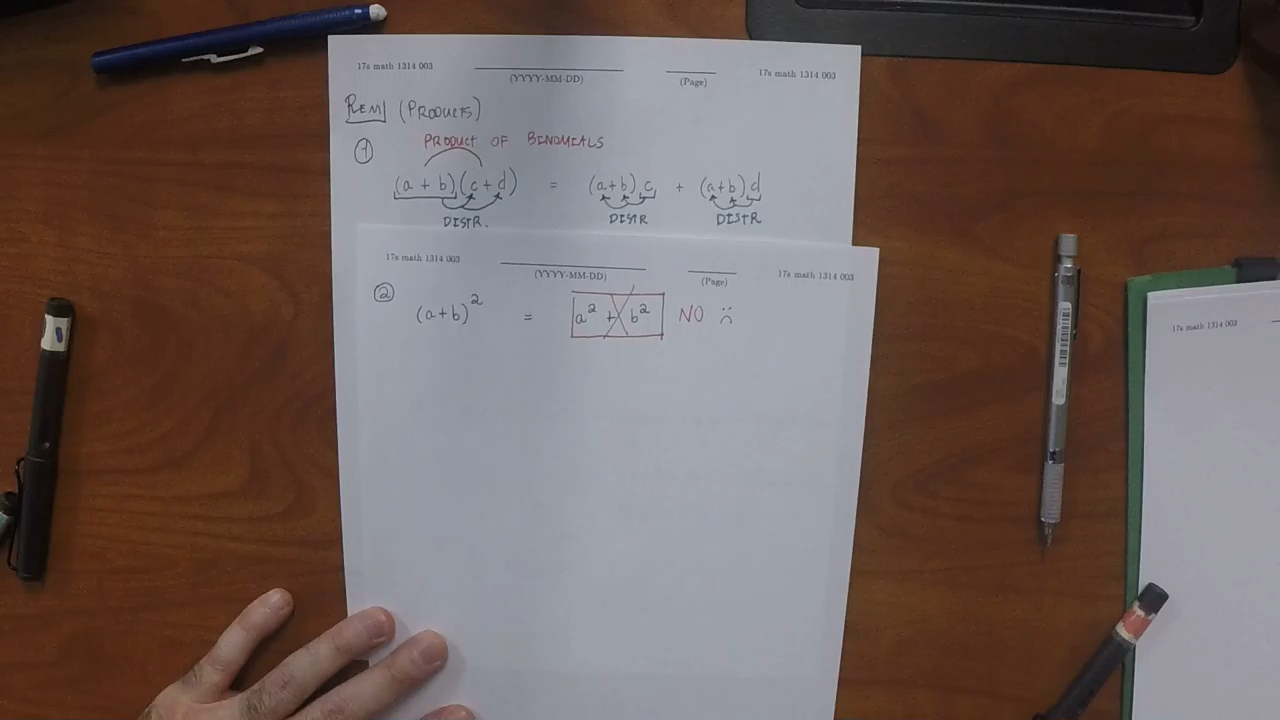 17s math 1314 003 (YYYY-MM-DD) (Page) 17s math 1314 003
REM (PRODUCTS)
① PRODUCT OF BINOMIALS
(a + b)(c + d) = (a+b)c + (a+b)d
DISTR. DISTR DISTR
17s math 1314 003 (YYYY-MM-DD) (Page) 17s math 1314 003
② (a+b)² = a² + b² NO ☹
17s math 1314 003